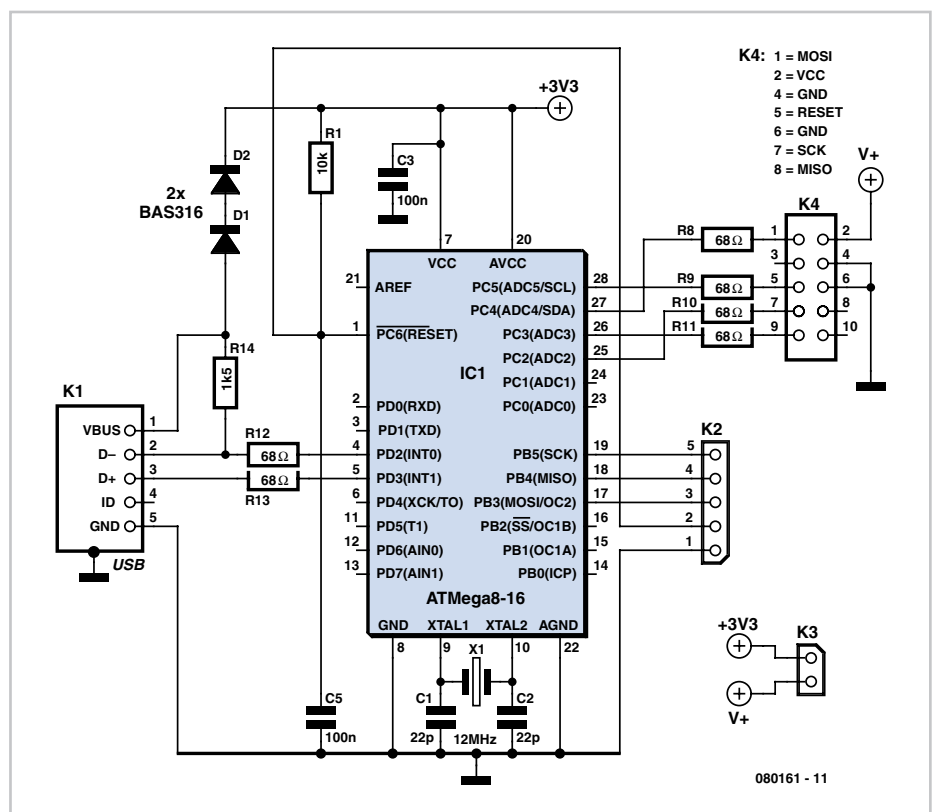 K4: 1 = MOSI
2 = VCC
4 = GND
5 = RESET
6 = GND
7 = SCK
8 = MISO
+3V3
V+
R1
10k
D2
2x
BAS316
D1
C3
100n
K4
R8
68Ω
1
2
3
4
R9
68Ω
5
6
R10
68Ω
7
8
R11
68Ω
9
10
7
20
VCC
AVCC
21
AREF
PC5(ADC5/SCL)
28
PC4(ADC4/SDA)
27
1
PC6(RESET)
PC3(ADC3)
26
PC2(ADC2)
25
IC1
PC1(ADC1)
24
PC0(ADC0)
23
R14
1k5
K1
VBUS
1
D–
2
D+
3
ID
4
GND
5
USB
R12
68Ω
68Ω
R13
2
PD0(RXD)
3
PD1(TXD)
4
PD2(INT0)
5
PD3(INT1)
6
PD4(XCK/TO)
11
PD5(T1)
12
PD6(AIN0)
13
PD7(AIN1)
PB5(SCK)
19
PB4(MISO)
18
PB3(MOSI/OC2)
17
PB2(SS/OC1B)
16
PB1(OC1A)
15
PB0(ICP)
14
K2
5
4
3
2
1
ATMega8-16
GND
XTAL1
XTAL2
AGND
8
9
10
22
X1
C5
100n
C1
22p
12MHz
C2
22p
+3V3
K3
V+
080161 - 11